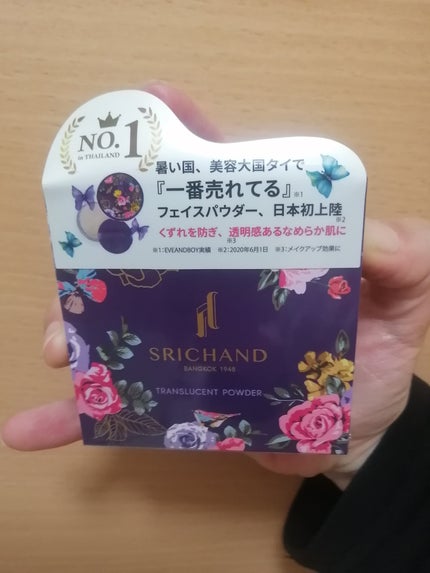 NO.1
in THAILAND
暑い国、美容大国タイで
『一番売れてる』※1
フェイスパウダー、日本初上陸※2
くずれを防ぎ、透明感あるなめらか肌に
※3
※1:EVEANDBOY実績 ※2:2020年6月1日 ※3:メイクアップ効果に
SRICHAND
BANGKOK 1948
TRANSLUCENT POWDER